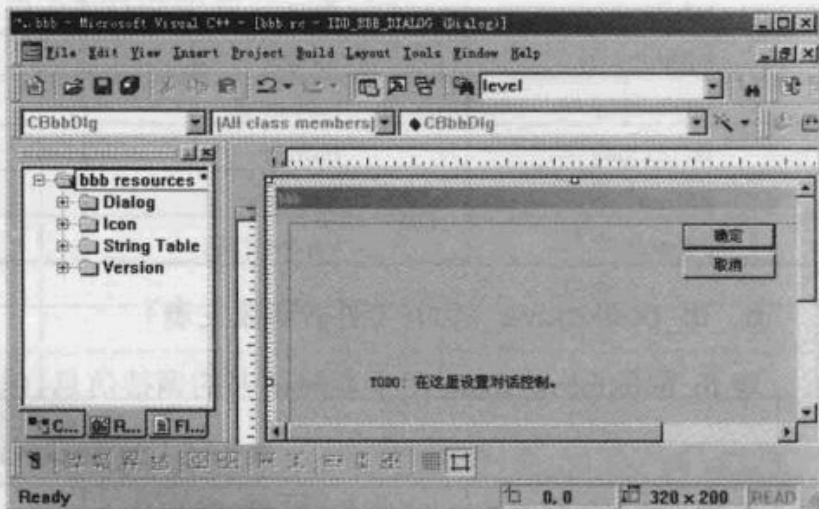 bbb - Microsoft Visual C++ - [bbb.rc - IDD_BBB_DIALOG (Dialog)]
File Edit View Insert Project Build Layout Tools Window Help
level
CBbbDlg [All class members] CBbbDlg
bbb resources *
Dialog
Icon
String Table
Version
确定
取消
TODO: 在这里设置对话控制。
C... R... Fi...
Ready 0, 0 320 × 200 READ